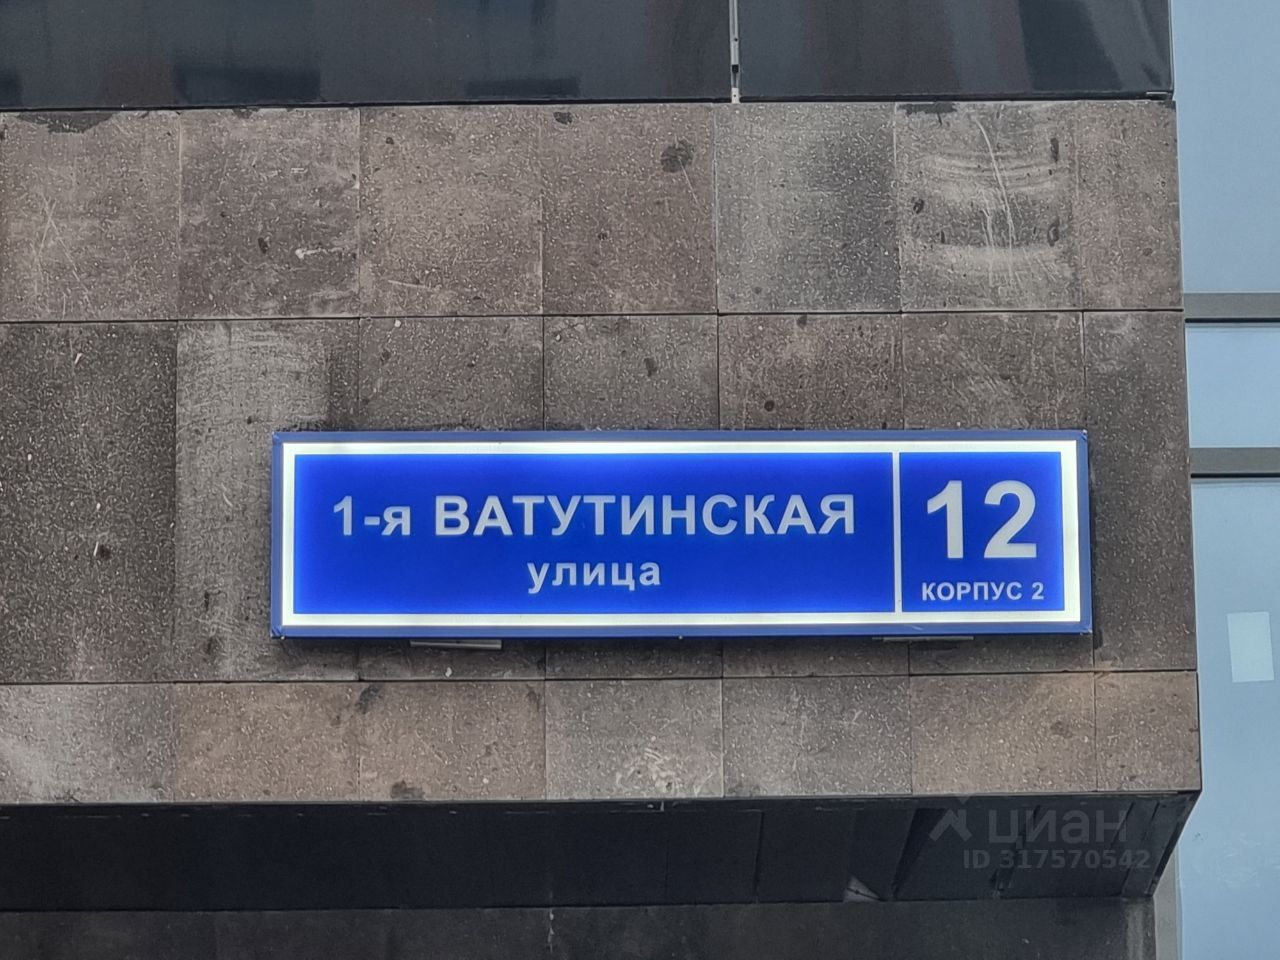 1-я ВАТУТИНСКАЯ
улица
12
КОРПУС 2
циан
ID 317570542